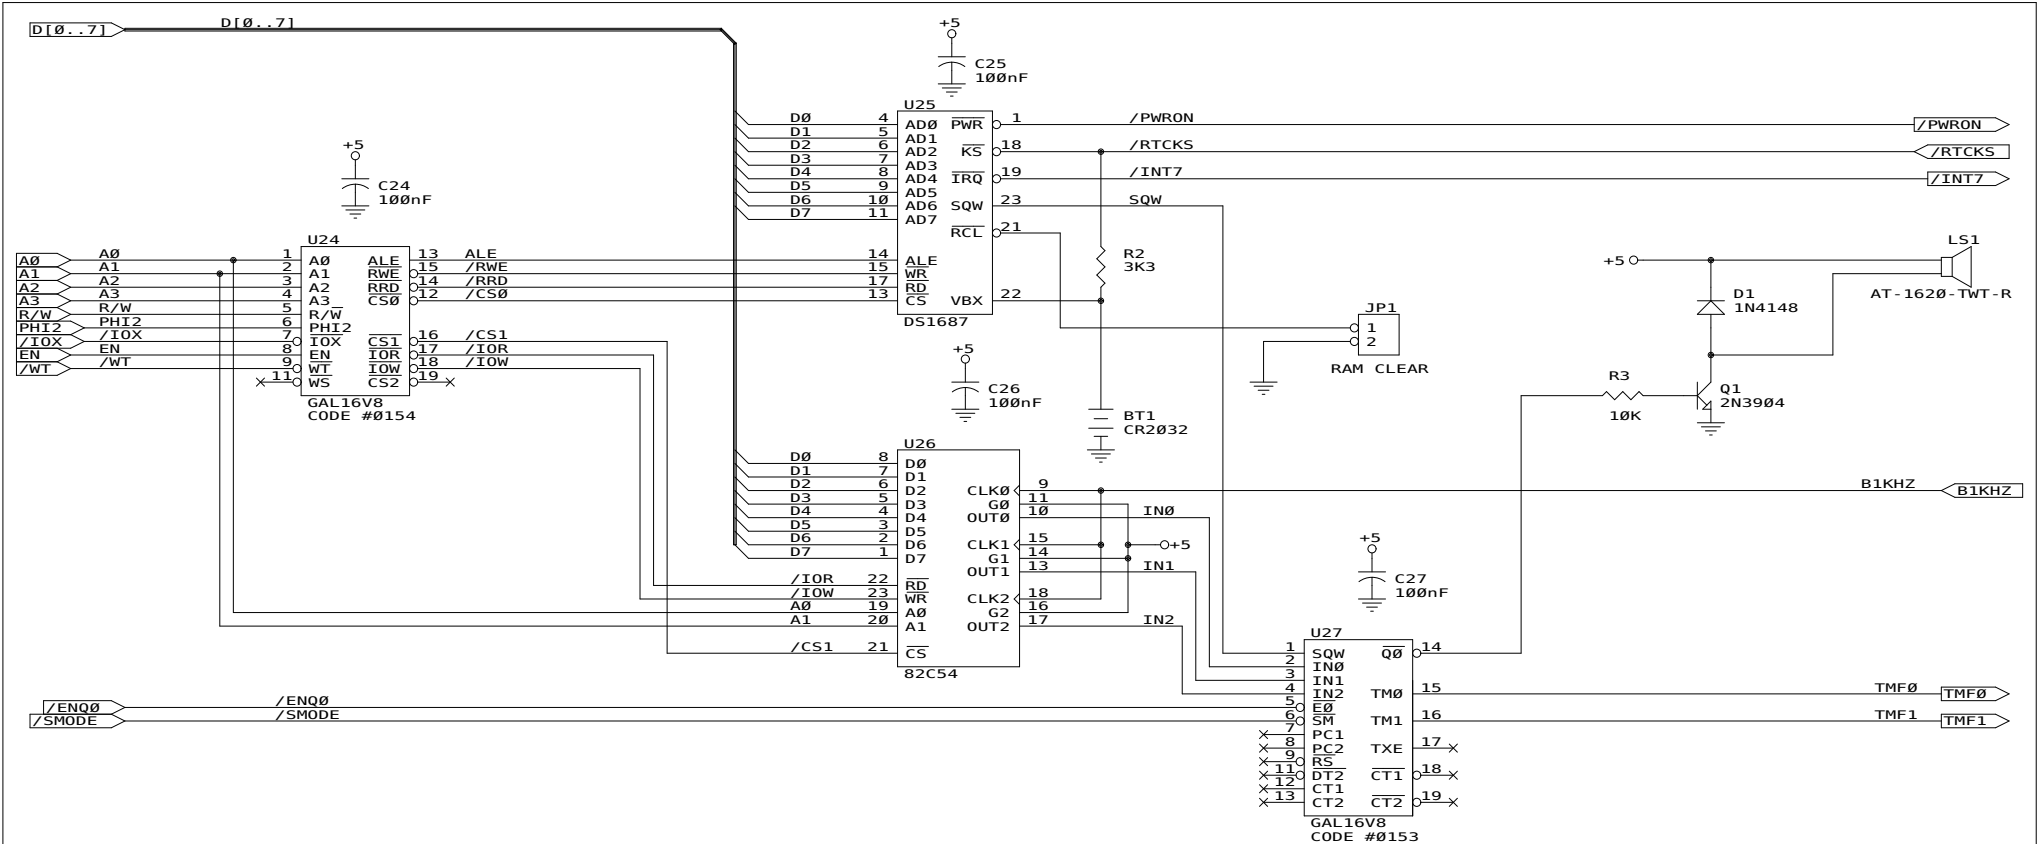 D[Ø..7] D[Ø..7]
+5
C25
1ØØnF
+5
C24
1ØØnF
U25
DØ 4 ADØ PWR 1 /PWRON /PWRON
D1 5 AD1
D2 6 AD2 KS 18 /RTCKS /RTCKS
D3 7 AD3
D4 8 AD4 IRQ 19 /INT7 /INT7
D5 9 AD5
D6 1Ø AD6 SQW 23 SQW
D7 11 AD7
RCL 21
14 ALE
15 WR
17 RD
13 CS VBX 22
DS1687
U24
AØ AØ 1 AØ ALE 13 ALE
A1 A1 2 A1 RWE 15 /RWE
A2 A2 3 A2 RRD 14 /RRD
A3 A3 4 A3 CSØ 12 /CSØ
R/W R/W 5 R/W
PHI2 PHI2 6 PHI2
/IOX /IOX 7 IOX CS1 16 /CS1
EN EN 8 EN IOR 17 /IOR
/WT /WT 9 WT IOW 18 /IOW
11 WS CS2 19
GAL16V8
CODE #Ø154
R2
3K3
JP1
1
2
RAM CLEAR
LS1
+5
AT-162Ø-TWT-R
D1
1N4148
R3
1ØK
Q1
2N39Ø4
+5
C26
1ØØnF
BT1
CR2Ø32
U26
DØ 8 DØ
D1 7 D1
D2 6 D2 CLKØ 9 B1KHZ B1KHZ
D3 5 D3 GØ 11
D4 4 D4 OUTØ 1Ø INØ
D5 3 D5
D6 2 D6 CLK1 15 +5
D7 1 D7 G1 14
OUT1 13 IN1
/IOR 22 RD
/IOW 23 WR CLK2 18
AØ 19 AØ G2 16
A1 2Ø A1 OUT2 17 IN2
/CS1 21 CS
82C54
+5
C27
1ØØnF
U27
1 SQW QØ 14
2 INØ
3 IN1
4 IN2 TMØ 15 TMFØ TMFØ
/ENQØ /ENQØ 5 EØ
/SMODE /SMODE 6 SM TM1 16 TMF1 TMF1
7 PC1
8 PC2 TXE 17
9 RS
11 DT2 CT1 18
12 CT1
13 CT2 CT2 19
GAL16V8
CODE #Ø153